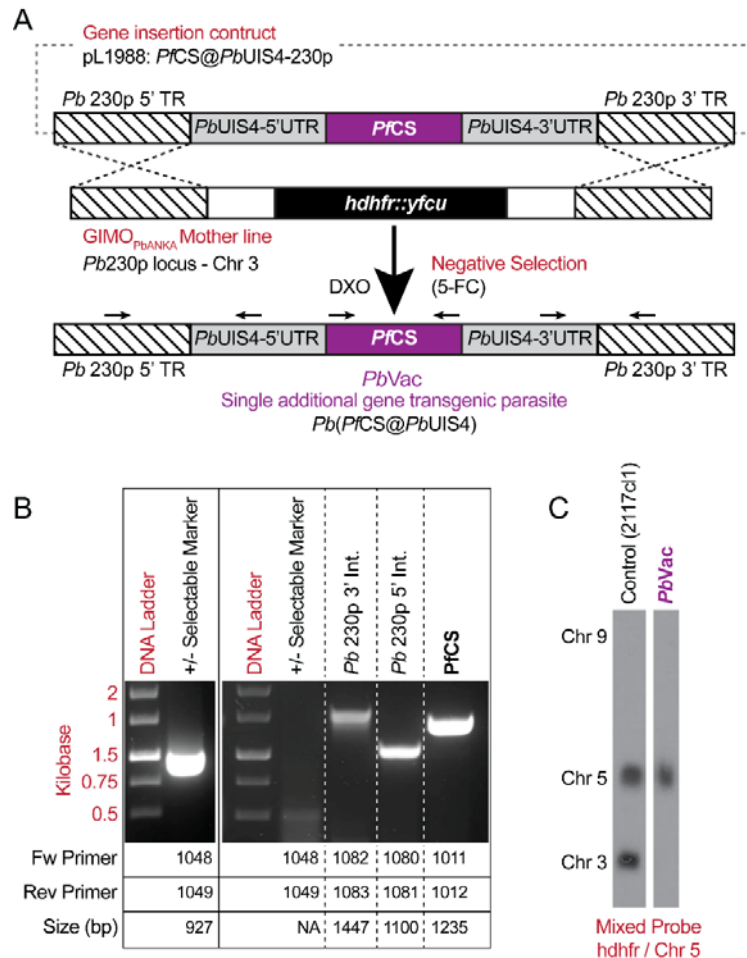 A
Gene insertion contruct
pL1988: PfCS@PbUIS4-230p
Pb 230p 5' TR
Pb 230p 3' TR
PbUIS4-5'UTR
PfCS
PbUIS4-3'UTR
hdhfr::yfcu
GIMOPbANKA Mother line
Pb230p locus - Chr 3
DXO
Negative Selection
(5-FC)
PbUIS4-5'UTR
PfCS
PbUIS4-3'UTR
Pb 230p 5' TR
Pb 230p 3' TR
PbVac
Single additional gene transgenic parasite
Pb(PfCS@PbUIS4)
B
DNA Ladder
+/- Selectable Marker
DNA Ladder
+/- Selectable Marker
Pb 230p 3' Int.
Pb 230p 5' Int.
PfCS
Kilobase
2
1
1.5
0.75
0.5
Fw Primer 1048 1048 1082 1080 1011
Rev Primer 1049 1049 1083 1081 1012
Size (bp) 927 NA 1447 1100 1235
C
Control (2117cl1)
PbVac
Chr 9
Chr 5
Chr 3
Mixed Probe
hdhfr / Chr 5